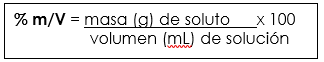 % m/V = masa (g) de soluto x 100
volumen (mL) de solución